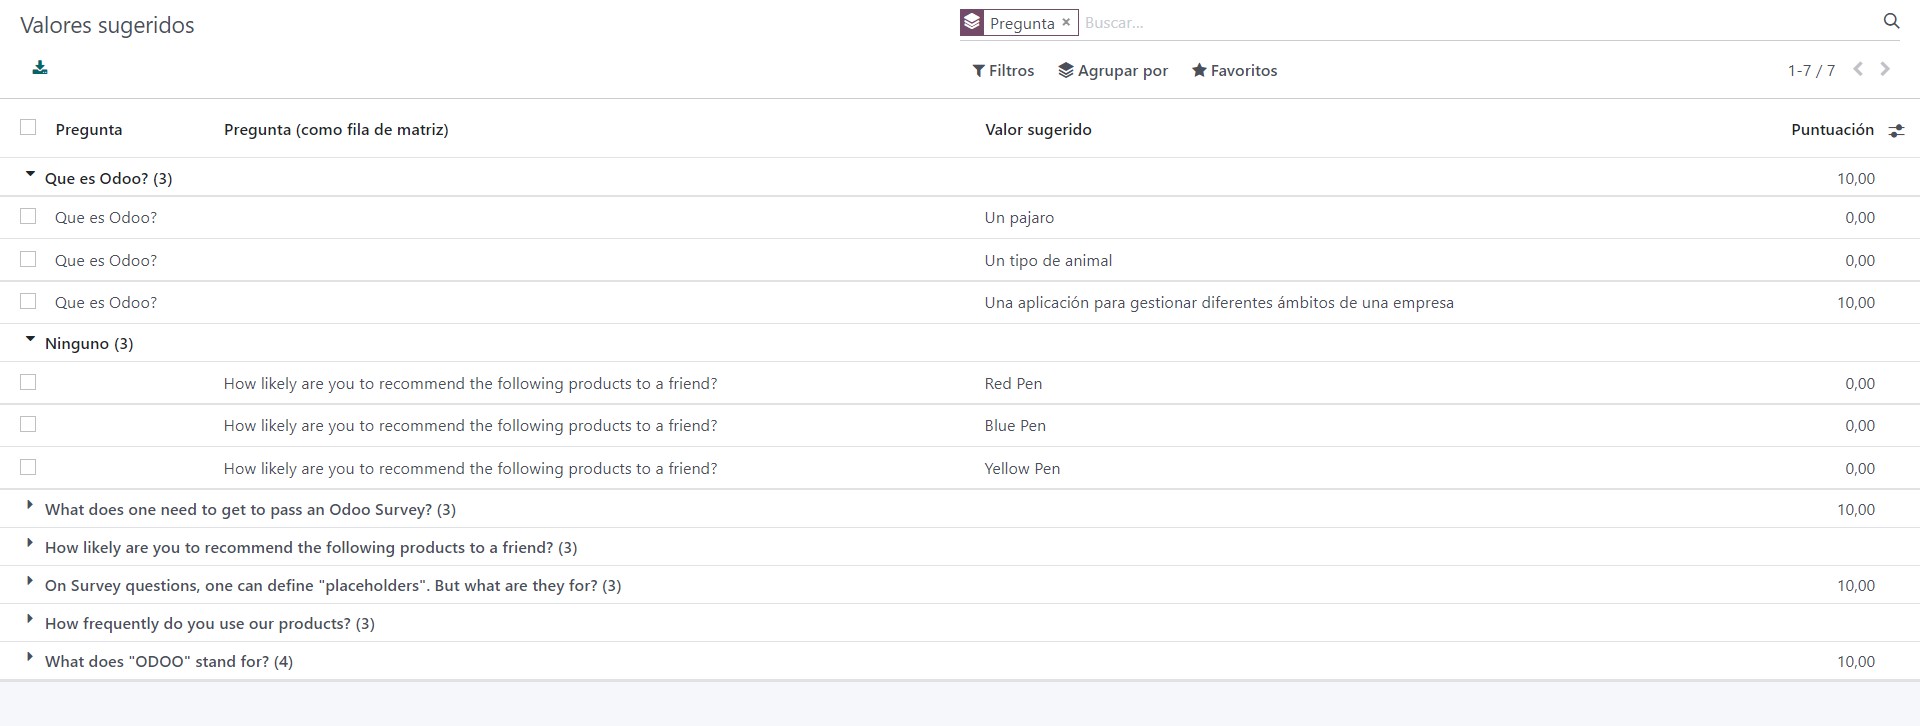 Valores sugeridos
Pregunta × Buscar...
Filtros Agrupar por Favoritos 1-7 / 7
Pregunta Pregunta (como fila de matriz) Valor sugerido Puntuación
Que es Odoo? (3) 10,00
Que es Odoo? Un pajaro 0,00
Que es Odoo? Un tipo de animal 0,00
Que es Odoo? Una aplicación para gestionar diferentes ámbitos de una empresa 10,00
Ninguno (3)
How likely are you to recommend the following products to a friend? Red Pen 0,00
How likely are you to recommend the following products to a friend? Blue Pen 0,00
How likely are you to recommend the following products to a friend? Yellow Pen 0,00
What does one need to get to pass an Odoo Survey? (3) 10,00
How likely are you to recommend the following products to a friend? (3)
On Survey questions, one can define "placeholders". But what are they for? (3) 10,00
How frequently do you use our products? (3)
What does "ODOO" stand for? (4) 10,00